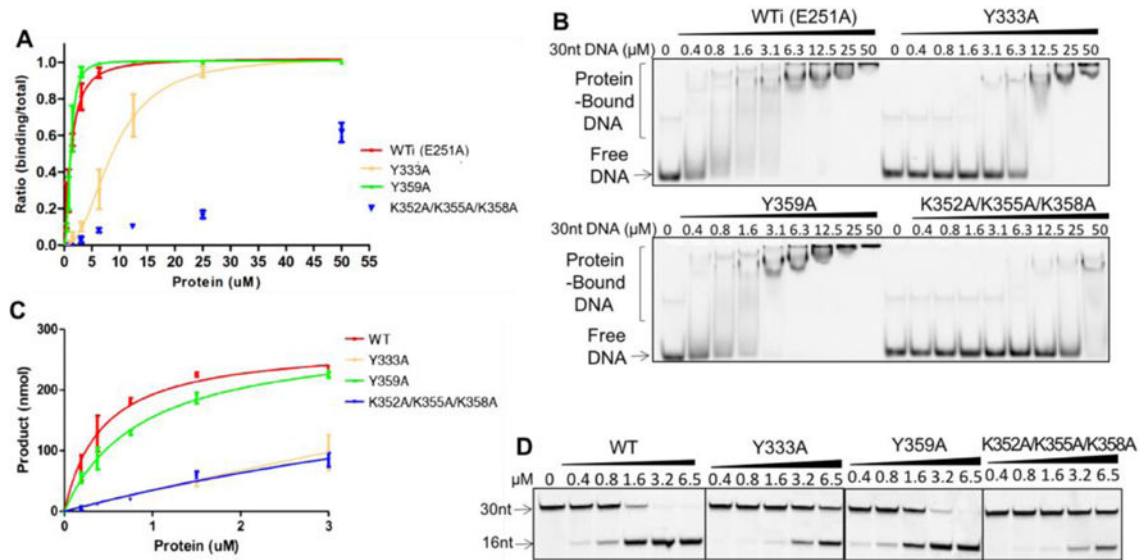 A
Ratio (binding/total)
1.0
0.8
0.6
0.4
0.2
0.0
0 5 10 15 20 25 30 35 40 45 50 55
Protein (uM)
WTi (E251A)
Y333A
Y359A
K352A/K355A/K358A
B
WTi (E251A) Y333A
30nt DNA (μM) 0 0.4 0.8 1.6 3.1 6.3 12.5 25 50 0 0.4 0.8 1.6 3.1 6.3 12.5 25 50
Protein
-Bound
DNA
Free
DNA
Y359A K352A/K355A/K358A
30nt DNA (μM) 0 0.4 0.8 1.6 3.1 6.3 12.5 25 50 0 0.4 0.8 1.6 3.1 6.3 12.5 25 50
Protein
-Bound
DNA
Free
DNA
C
Product (nmol)
300
200
100
0
0 1 2 3
Protein (uM)
WT
Y333A
Y359A
K352A/K355A/K358A
D
WT Y333A Y359A K352A/K355A/K358A
μM 0 0.4 0.8 1.6 3.2 6.5 0.4 0.8 1.6 3.2 6.5 0.4 0.8 1.6 3.2 6.5 0.4 0.8 1.6 3.2 6.5
30nt
16nt